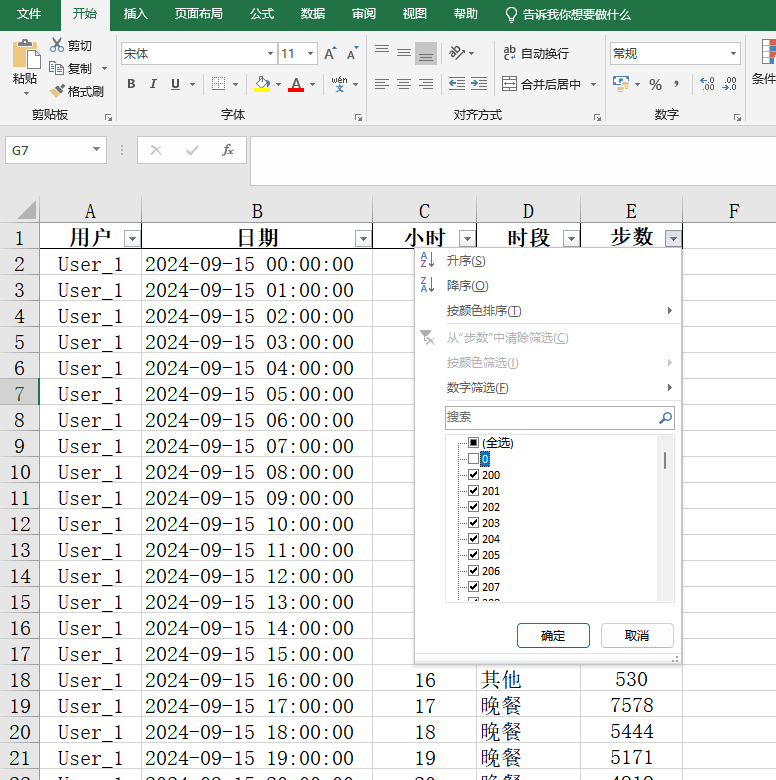 文件 开始 插入 页面布局 公式 数据 审阅 视图 帮助 告诉我你想要做什么
剪切
复制
格式刷
粘贴
剪贴板
宋体 11 A A
B I U A wén 文
字体
ab 自动换行
合并后居中
对齐方式
常规
% , .00
数字
条件
G7 fx
A B C D E F
1 用户 日期 小时 时段 步数
2 User_1 2024-09-15 00:00:00
3 User_1 2024-09-15 01:00:00
4 User_1 2024-09-15 02:00:00
5 User_1 2024-09-15 03:00:00
6 User_1 2024-09-15 04:00:00
7 User_1 2024-09-15 05:00:00
8 User_1 2024-09-15 06:00:00
9 User_1 2024-09-15 07:00:00
10 User_1 2024-09-15 08:00:00
11 User_1 2024-09-15 09:00:00
12 User_1 2024-09-15 10:00:00
13 User_1 2024-09-15 11:00:00
14 User_1 2024-09-15 12:00:00
15 User_1 2024-09-15 13:00:00
16 User_1 2024-09-15 14:00:00
17 User_1 2024-09-15 15:00:00
18 User_1 2024-09-15 16:00:00 16 其他 530
19 User_1 2024-09-15 17:00:00 17 晚餐 7578
20 User_1 2024-09-15 18:00:00 18 晚餐 5444
21 User_1 2024-09-15 19:00:00 19 晚餐 5171
升序(S)
降序(O)
按颜色排序(T)
从“步数”中清除筛选(C)
按颜色筛选(I)
数字筛选(F)
搜索
(全选)
0
200
201
202
203
204
205
206
207
确定 取消